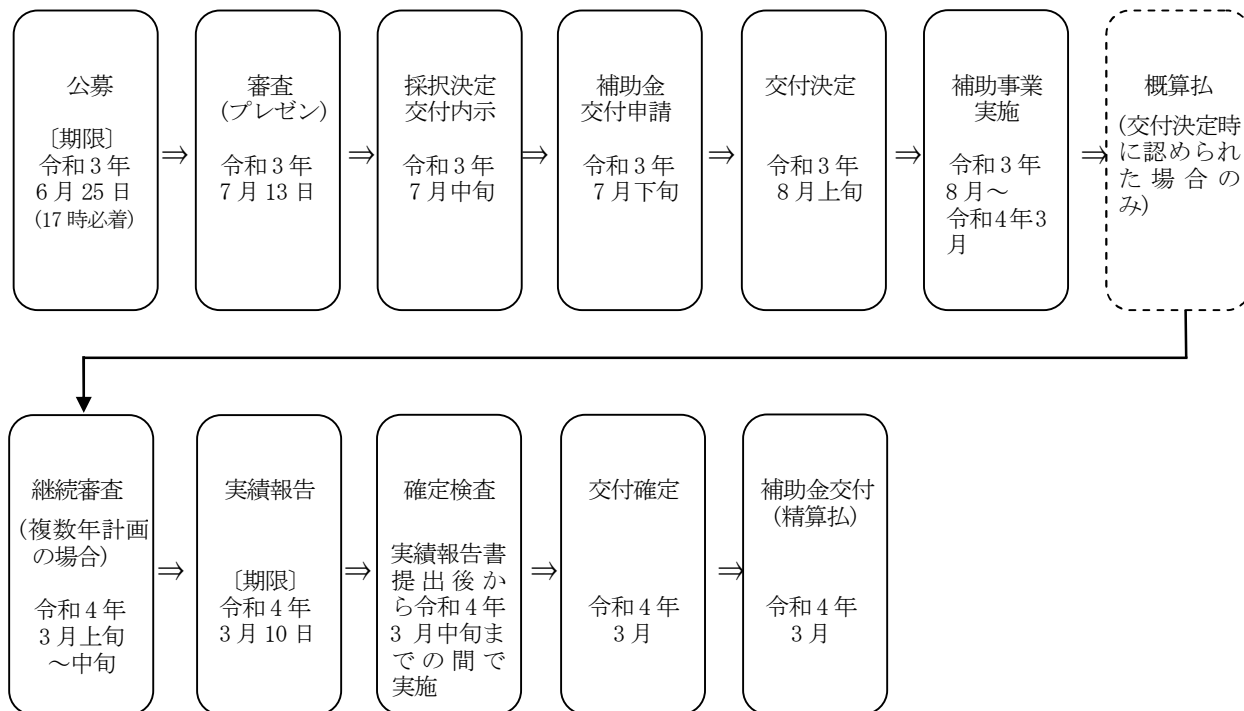 公募
〔期限〕
令和３年
６月25日
(17時必着)
⇒
審査
(プレゼン)
令和３年
７月13日
⇒
採択決定
交付内示
令和３年
７月中旬
⇒
補助金
交付申請
令和３年
７月下旬
⇒
交付決定
令和３年
８月上旬
⇒
補助事業
実施
令和３年
８月～
令和４年３
月
⇒
概算払
(交付決定時
に認められ
た場合の
み)
継続審査
(複数年計画
の場合)
令和４年
３月上旬
～中旬
⇒
実績報告
〔期限〕
令和４年
３月10日
⇒
確定検査
実績報告書
提出後か
ら令和４年
３月中旬ま
での間で
実施
⇒
交付確定
令和４年
３月
⇒
補助金交付
(精算払)
令和４年
３月